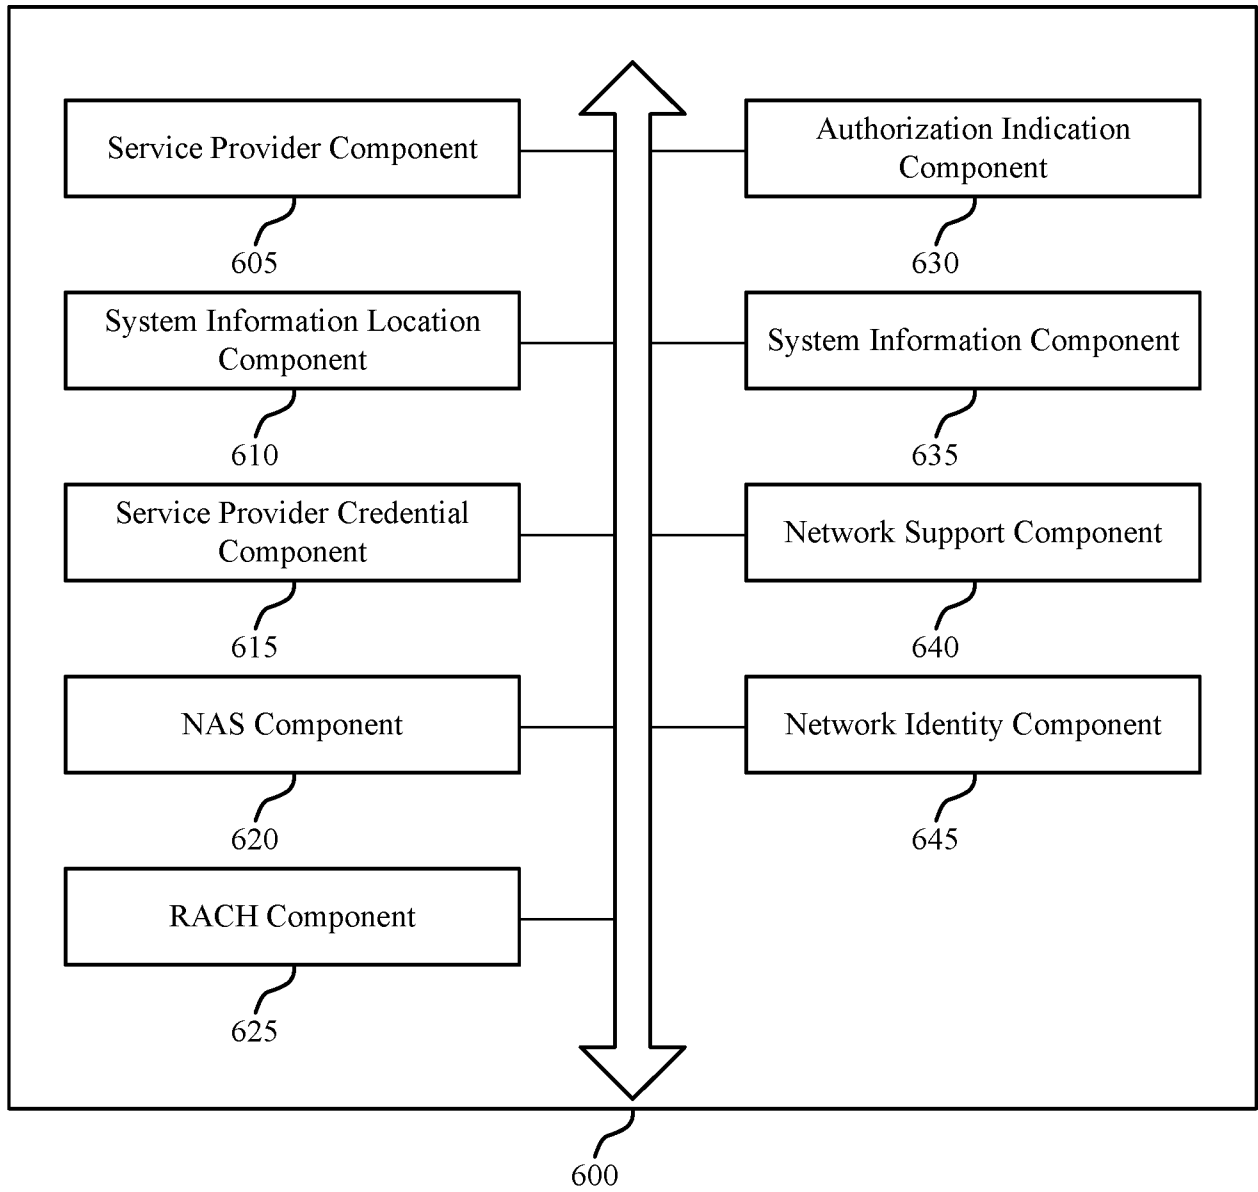 Service Provider Component
605
System Information Location
Component
610
Service Provider Credential
Component
615
NAS Component
620
RACH Component
625
Authorization Indication
Component
630
System Information Component
635
Network Support Component
640
Network Identity Component
645
600